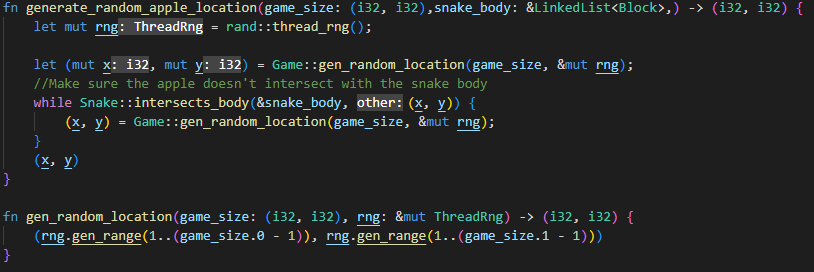 fn generate_random_apple_location(game_size: (i32, i32),snake_body: &LinkedList<Block>,) -> (i32, i32) {
let mut rng: ThreadRng = rand::thread_rng();
let (mut x: i32, mut y: i32) = Game::gen_random_location(game_size, &mut rng);
//Make sure the apple doesn't intersect with the snake body
while Snake::intersects_body(&snake_body, other: (x, y)) {
(x, y) = Game::gen_random_location(game_size, &mut rng);
}
(x, y)
}
fn gen_random_location(game_size: (i32, i32), rng: &mut ThreadRng) -> (i32, i32) {
(rng.gen_range(1..(game_size.0 - 1)), rng.gen_range(1..(game_size.1 - 1)))
}